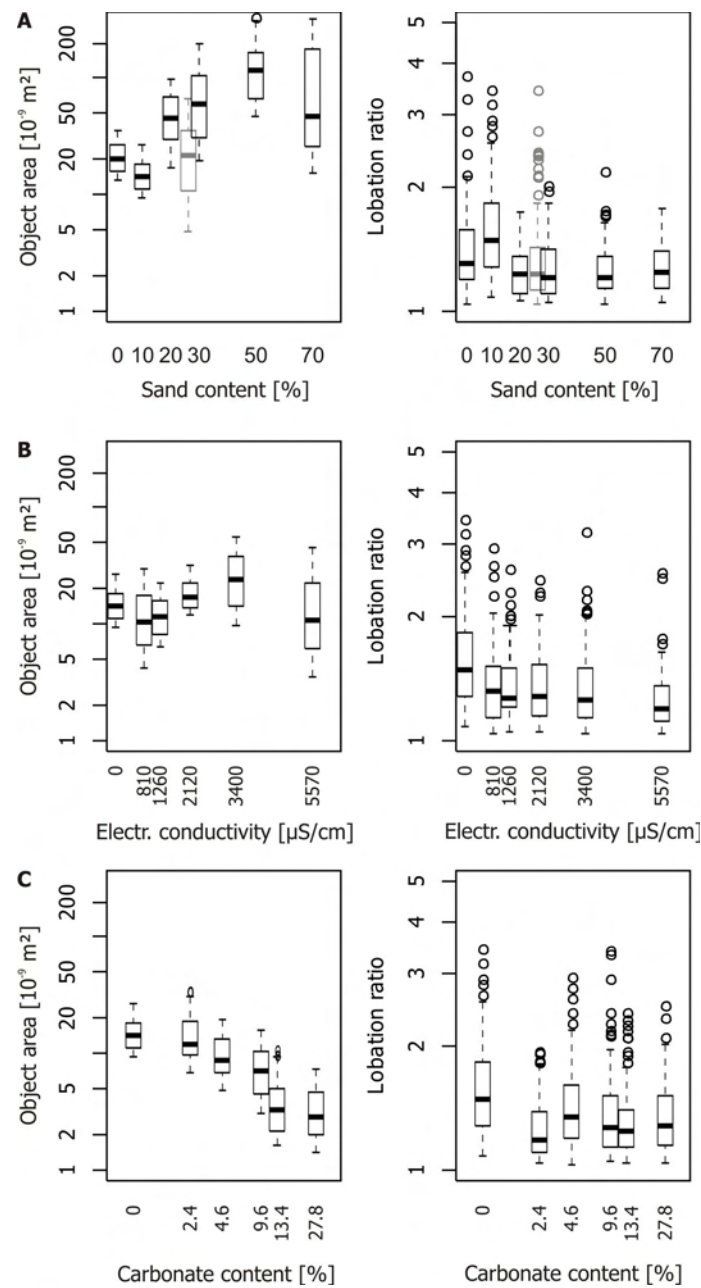 A
Object area [10⁻⁹ m²]
200
50
20
5
2
1
0 10 20 30 50 70
Sand content [%]
Lobation ratio
5
4
3
2
1
0 10 20 30 50 70
Sand content [%]
B
Object area [10⁻⁹ m²]
200
50
20
5
2
1
0 810 1260 2120 3400 5570
Electr. conductivity [µS/cm]
Lobation ratio
5
4
3
2
1
0 810 1260 2120 3400 5570
Electr. conductivity [µS/cm]
C
Object area [10⁻⁹ m²]
200
50
20
5
2
1
0 2.4 4.6 9.6 13.4 27.8
Carbonate content [%]
Lobation ratio
5
4
3
2
1
0 2.4 4.6 9.6 13.4 27.8
Carbonate content [%]